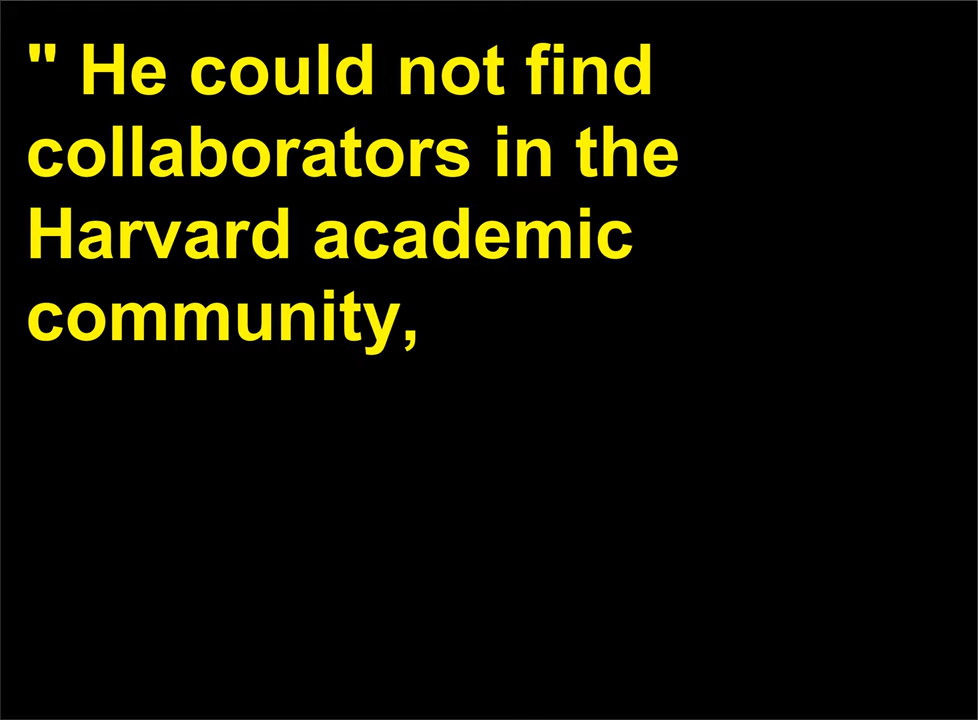 " He could not find
collaborators in the
Harvard academic
community,